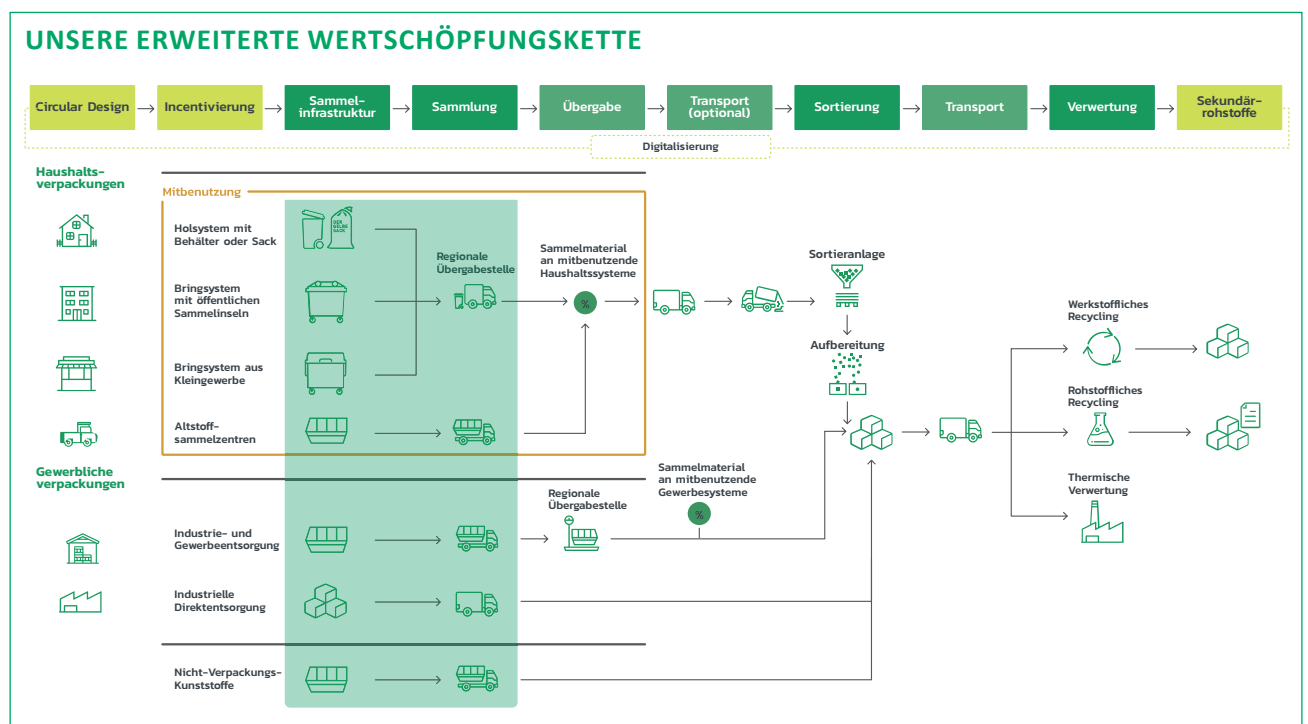 UNSERE ERWEITERTE WERTSCHÖPFUNGSKETTE
Circular Design
Incentivierung
Sammel-
infrastruktur
Sammlung
Übergabe
Transport
(optional)
Sortierung
Transport
Verwertung
Sekundär-
rohstoffe
Digitalisierung
Haushalts-
verpackungen
Mitbenutzung
Holsystem mit
Behälter oder Sack
DER
GELBE
SACK
Regionale
Übergabestelle
Sammelmaterial
an mitbenutzende
Haushaltssysteme
%
Sortieranlage
Bringsystem
mit öffentlichen
Sammelinseln
Aufbereitung
Bringsystem aus
Kleingewerbe
Altstoff-
sammelzentren
Werkstoffliches
Recycling
Rohstoffliches
Recycling
Thermische
Verwertung
Gewerbliche
verpackungen
Sammelmaterial
an mitbenutzende
Gewerbesysteme
%
Regionale
Übergabestelle
Industrie- und
Gewerbeentsorgung
Industrielle
Direktentsorgung
Nicht-Verpackungs-
Kunststoffe